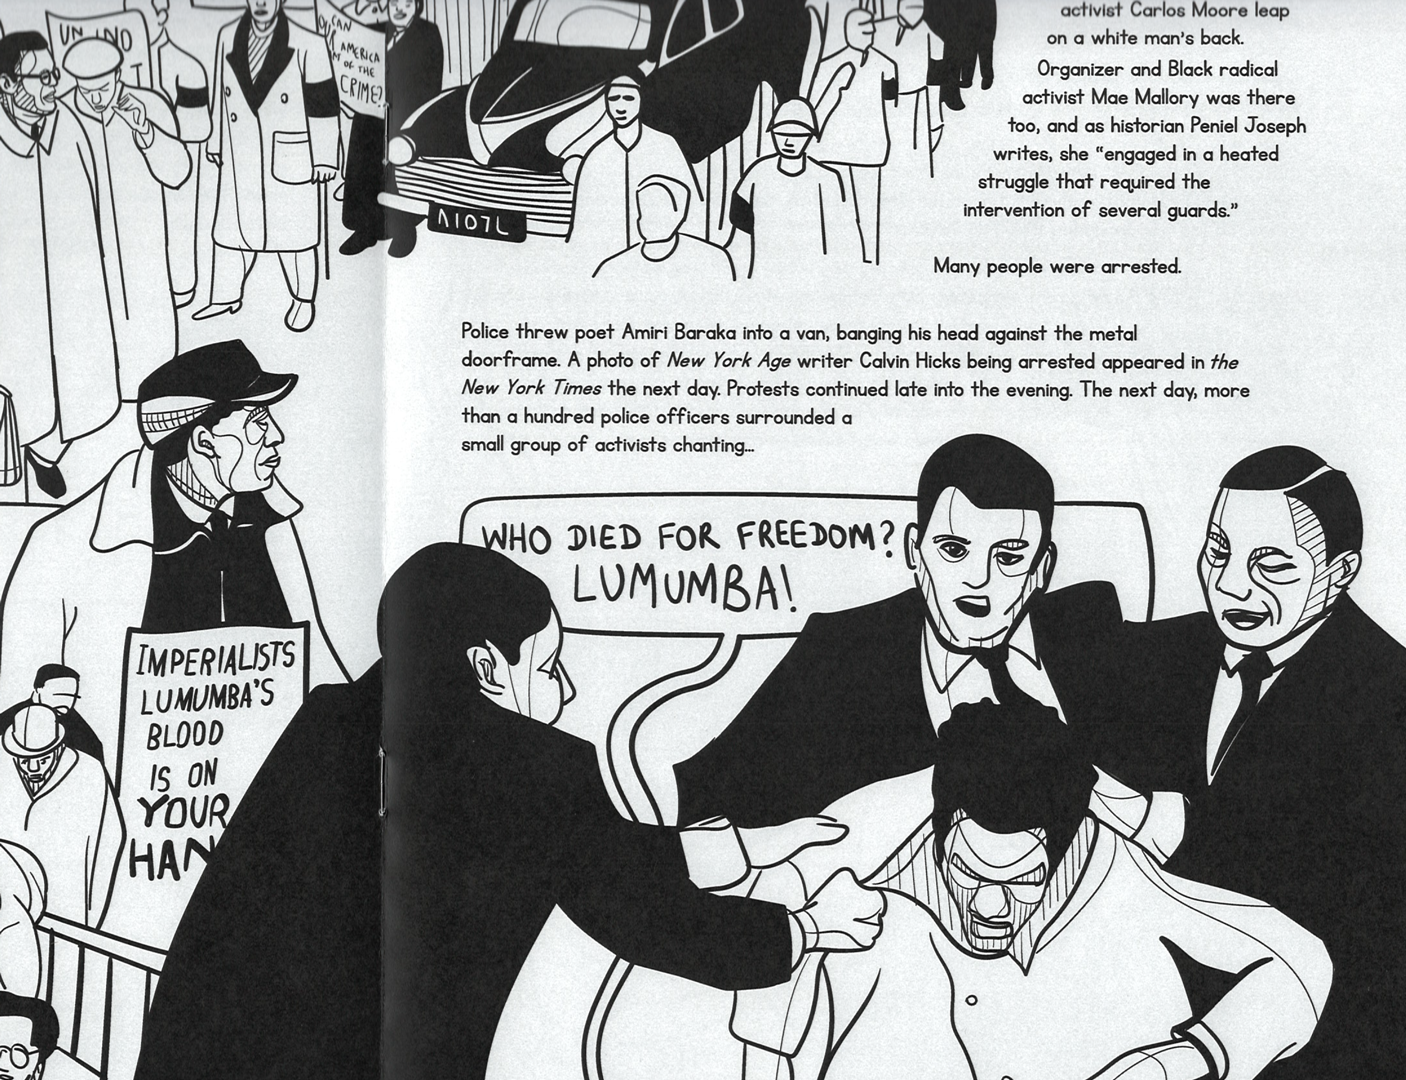 UN
NO
CAN
AMERICA
OF THE
CRIME?
Λ107L
activist Carlos Moore leap
on a white man's back.
Organizer and Black radical
activist Mae Mallory was there
too, and as historian Peniel Joseph
writes, she “engaged in a heated
struggle that required the
intervention of several guards.”
Many people were arrested.
Police threw poet Amiri Baraka into a van, banging his head against the metal
doorframe. A photo of New York Age writer Calvin Hicks being arrested appeared in the
New York Times the next day. Protests continued late into the evening. The next day, more
than a hundred police officers surrounded a
small group of activists chanting...
WHO DIED FOR FREEDOM?
LUMUMBA!
IMPERIALISTS
LUMUMBA'S
BLOOD
IS ON
YOUR
HAN